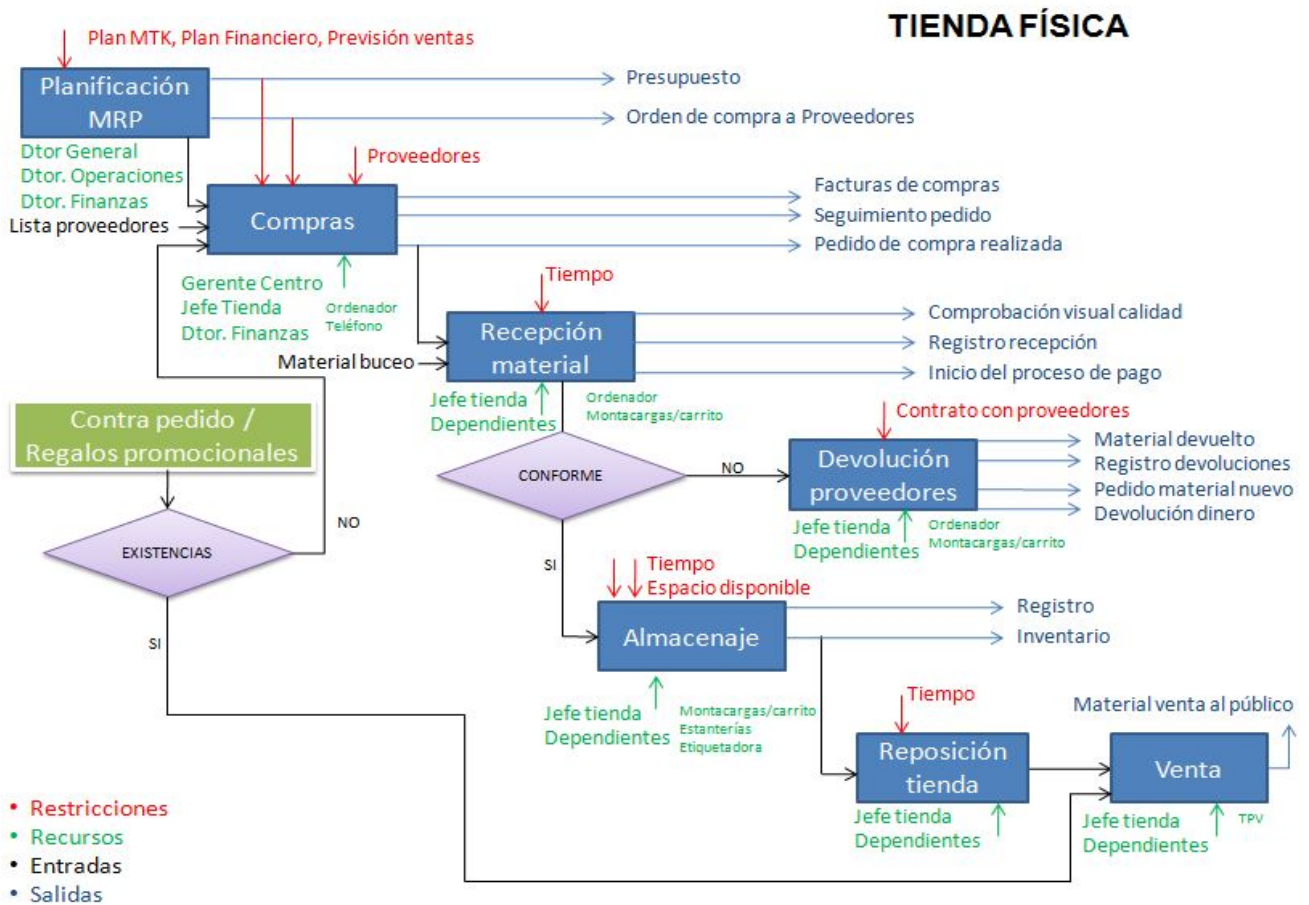 TIENDA FÍSICA
Plan MTK, Plan Financiero, Previsión ventas
Planificación
MRP
Presupuesto
Orden de compra a Proveedores
Dtor General
Dtor. Operaciones
Dtor. Finanzas
Lista proveedores
Proveedores
Compras
Facturas de compras
Seguimiento pedido
Pedido de compra realizada
Gerente Centro
Jefe Tienda
Dtor. Finanzas
Ordenador
Teléfono
Tiempo
Recepción
material
Material buceo
Comprobación visual calidad
Registro recepción
Inicio del proceso de pago
Jefe tienda
Dependientes
Ordenador
Montacargas/carrito
Contra pedido /
Regalos promocionales
CONFORME
NO
Contrato con proveedores
Devolución
proveedores
Material devuelto
Registro devoluciones
Pedido material nuevo
Devolución dinero
Jefe tienda
Dependientes
Ordenador
Montacargas/carrito
EXISTENCIAS
NO
SI
SI
Tiempo
Espacio disponible
Almacenaje
Registro
Inventario
Jefe tienda
Dependientes
Montacargas/carrito
Estanterías
Etiquetadora
Tiempo
Reposición
tienda
Jefe tienda
Dependientes
Material venta al público
Venta
Jefe tienda
Dependientes
TPV
• Restricciones
• Recursos
• Entradas
• Salidas